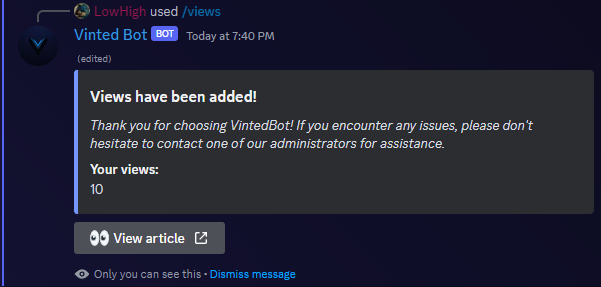 LowHigh used /views
Vinted Bot BOT Today at 7:40 PM
(edited)
Views have been added!
Thank you for choosing VintedBot! If you encounter any issues, please don't
hesitate to contact one of our administrators for assistance.
Your views:
10
👀 View article
Only you can see this • Dismiss message